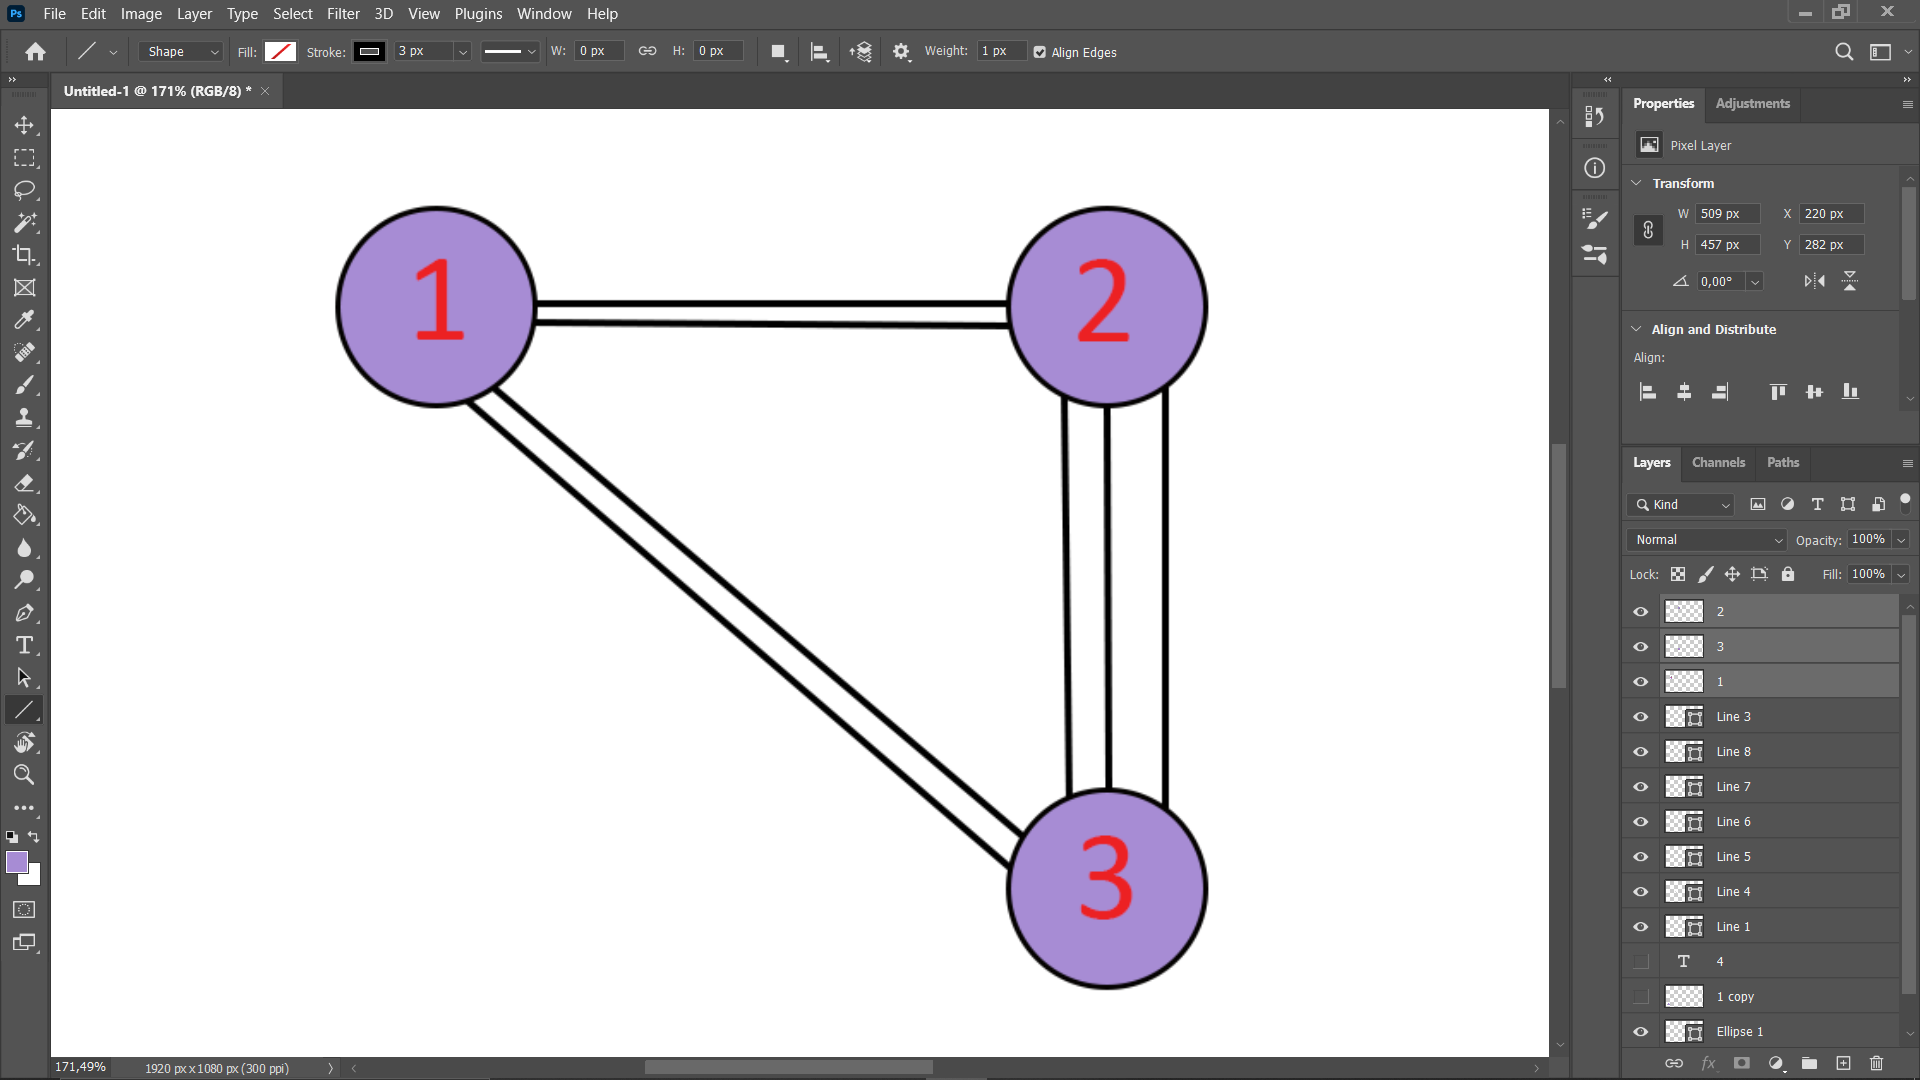 Ps File Edit Image Layer Type Select Filter 3D View Plugins Window Help
Shape Fill: Stroke: 3 px W: 0 px H: 0 px Weight: 1 px Align Edges
Untitled-1 @ 171% (RGB/8) *
1
2
3
171,49% 1920 px x 1080 px (300 ppi)
Properties Adjustments
Pixel Layer
Transform
W 509 px X 220 px
H 457 px Y 282 px
0,00°
Align and Distribute
Align:
Layers Channels Paths
Kind
Normal Opacity: 100%
Lock: Fill: 100%
2
3
1
Line 3
Line 8
Line 7
Line 6
Line 5
Line 4
Line 1
T 4
1 copy
Ellipse 1
fx